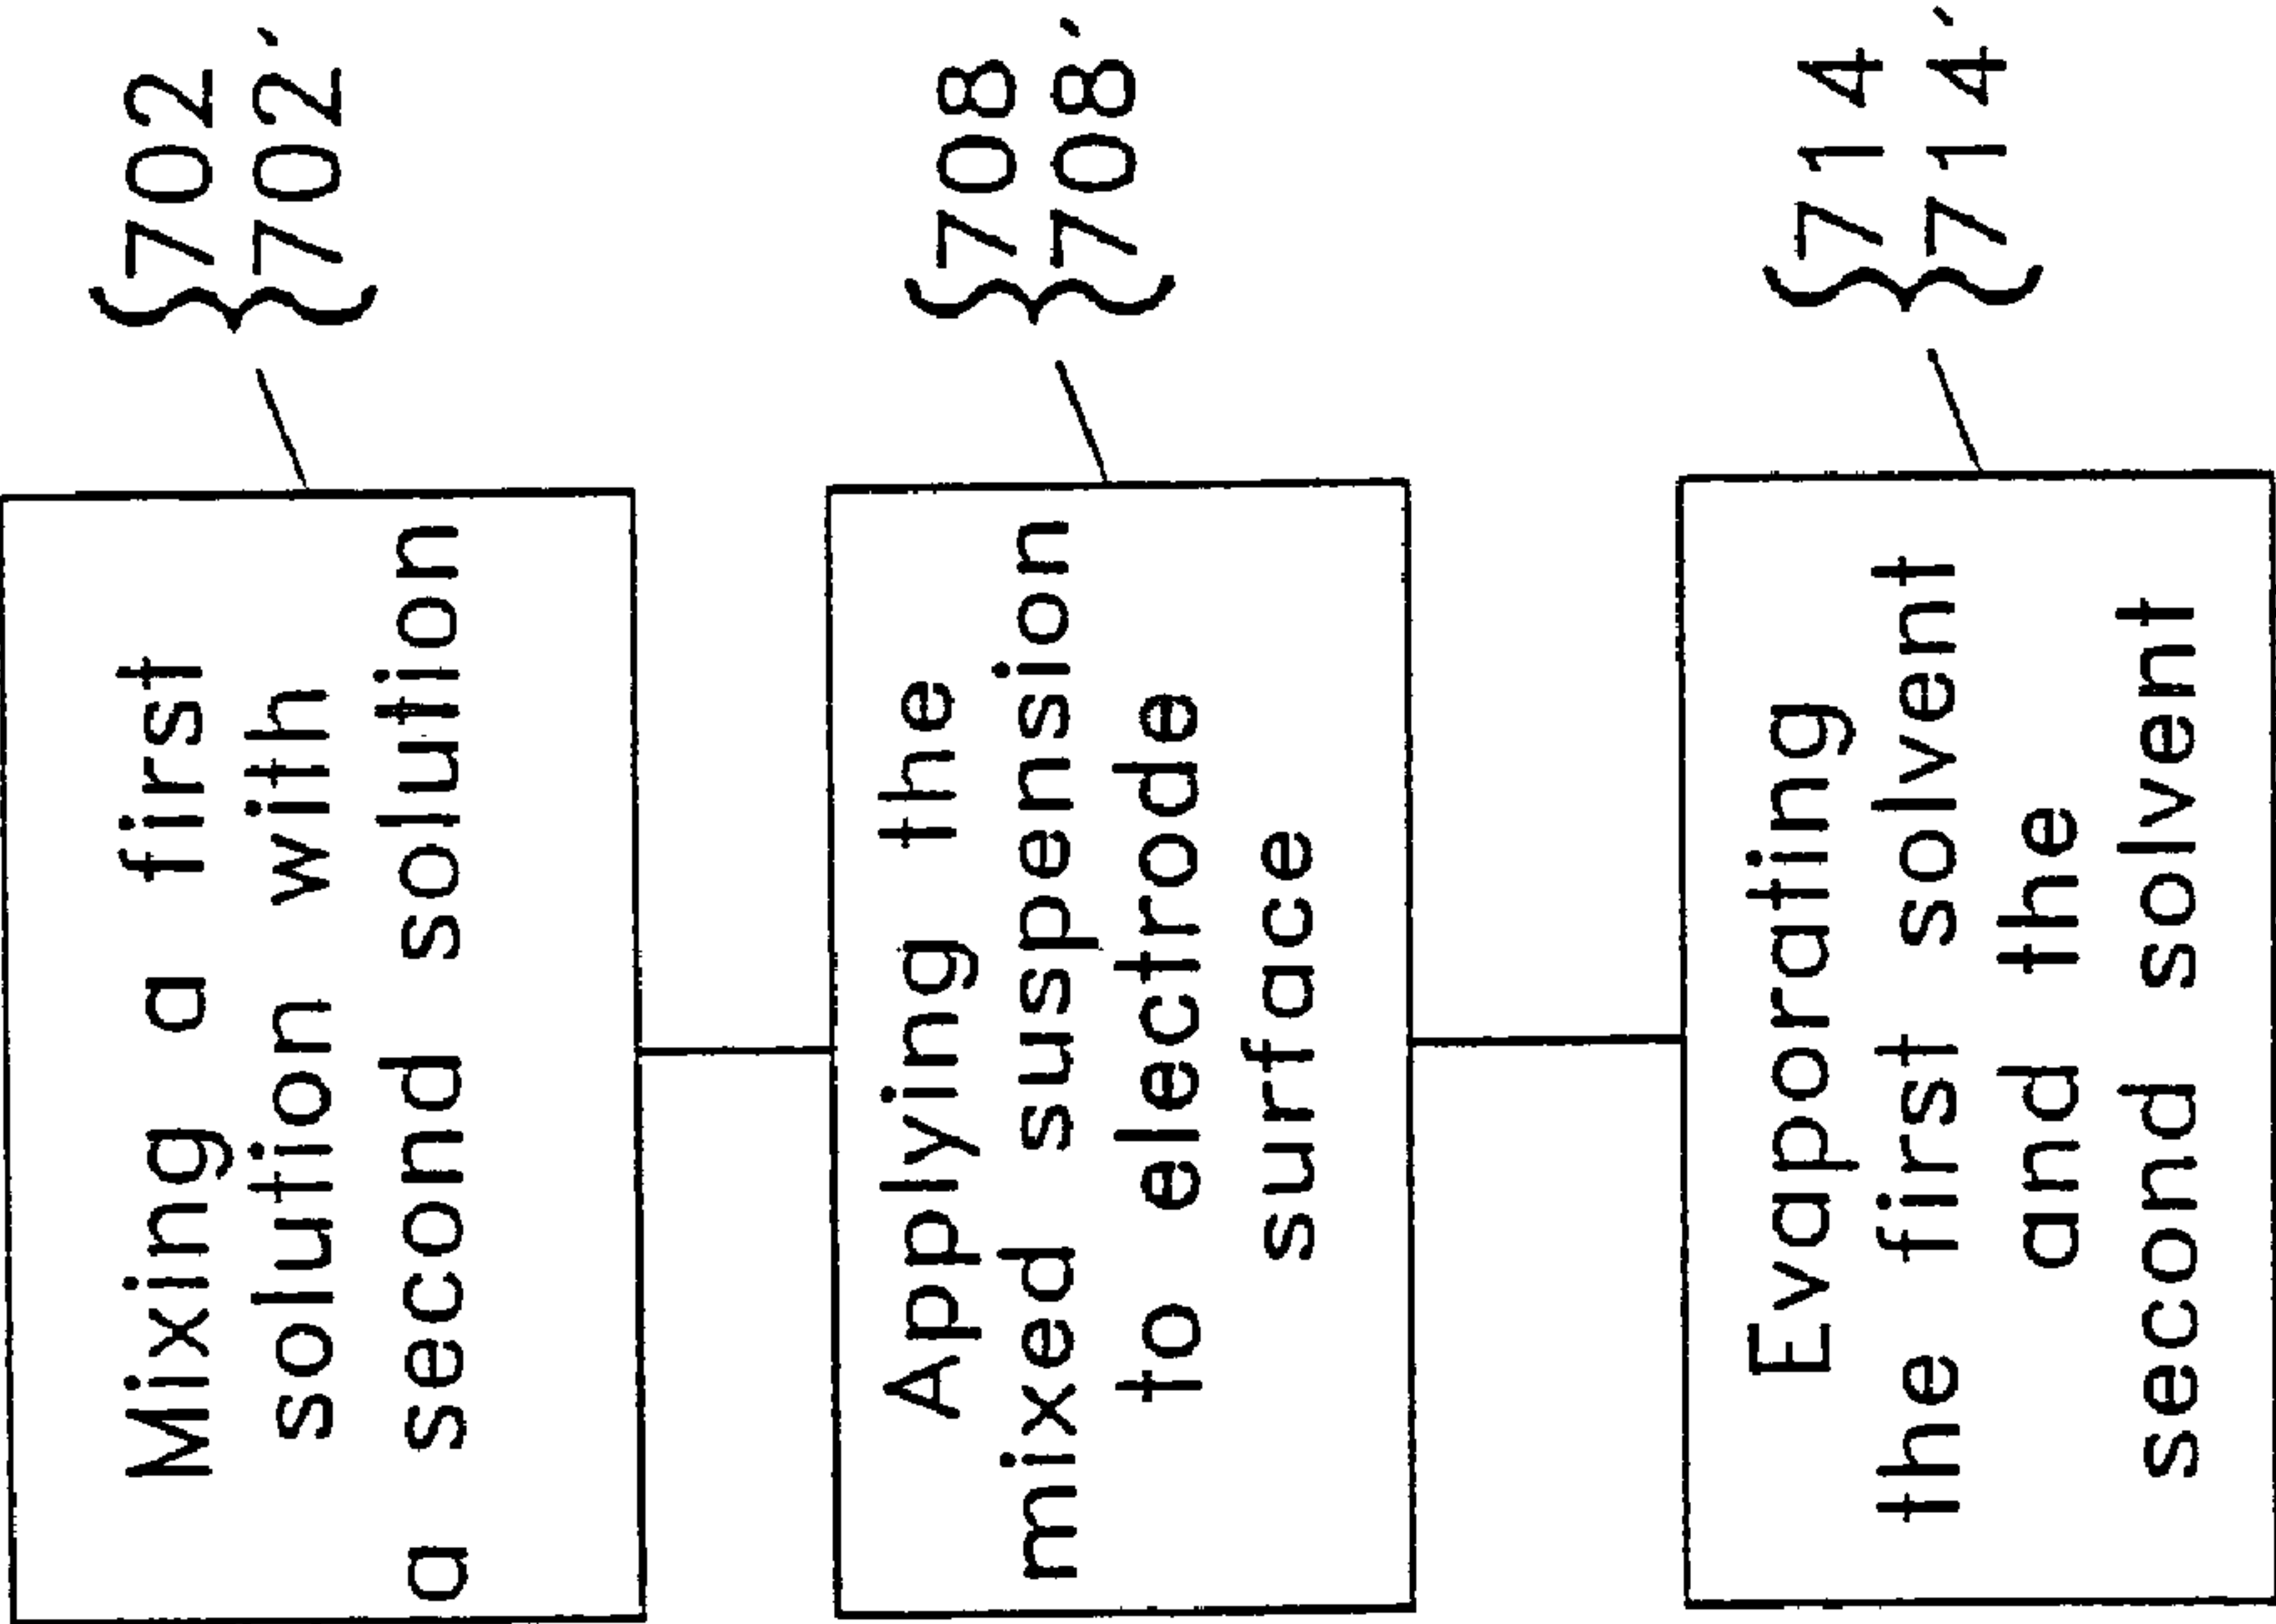 Mixing a first
solution with
a second solution
702
702'
Applying the
mixed suspension
to electrode
surface
708
708'
Evaporating
the first solvent
and the
second solvent
714
714'